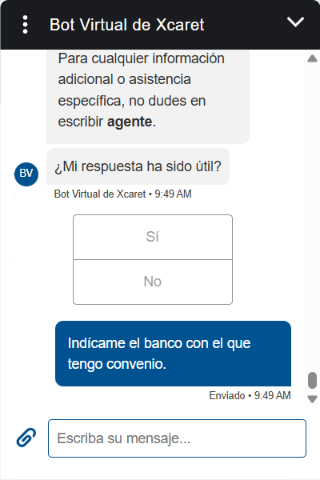 Bot Virtual de Xcaret
Para cualquier información
adicional o asistencia
específica, no dudes en
escribir agente.
¿Mi respuesta ha sido útil?
BV
Bot Virtual de Xcaret • 9:49 AM
Sí
No
Indícame el banco con el que
tengo convenio.
Enviado • 9:49 AM
Escriba su mensaje...